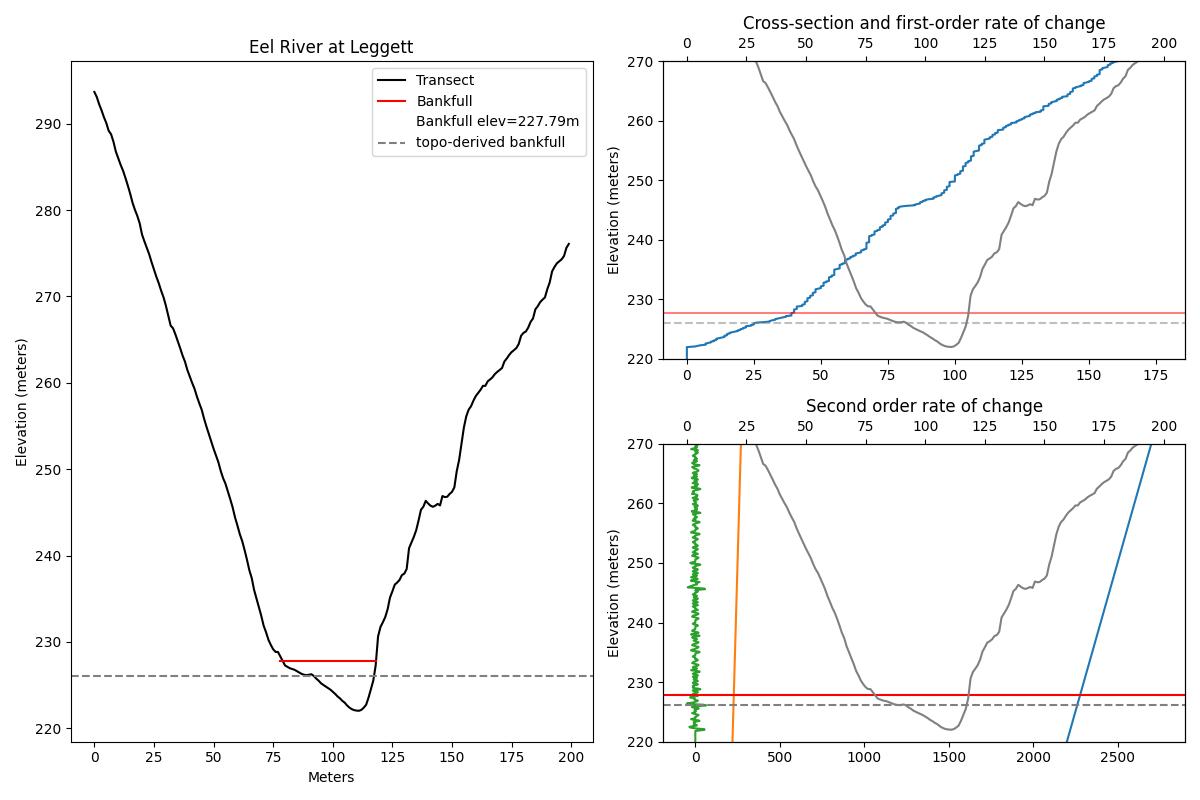 Eel River at Leggett
Transect
Bankfull
Bankfull elev=227.79m
topo-derived bankfull
290
280
270
260
250
240
230
220
Elevation (meters)
0 25 50 75 100 125 150 175 200
Meters
Cross-section and first-order rate of change
0 25 50 75 100 125 150 175 200
270
260
250
240
230
220
Elevation (meters)
0 25 50 75 100 125 150 175
Second order rate of change
0 25 50 75 100 125 150 175 200
270
260
250
240
230
220
Elevation (meters)
0 500 1000 1500 2000 2500